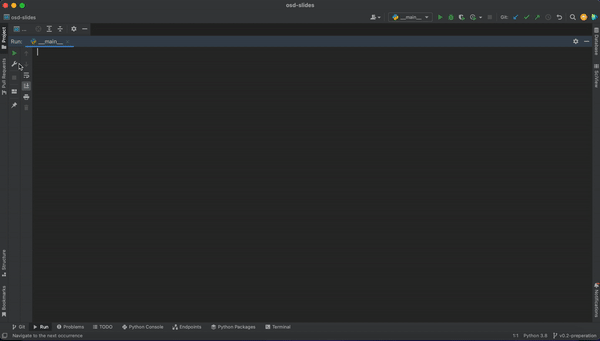 osd-slides
osd-slides
__main__
Git:
Project
Pull Requests
Structure
Bookmarks
Run:
__main__
Database
SciView
Notifications
Git
Run
Problems
TODO
Python Console
Endpoints
Python Packages
Terminal
Navigate to the next occurrence
1:1
Python 3.8
v0.2-preparation